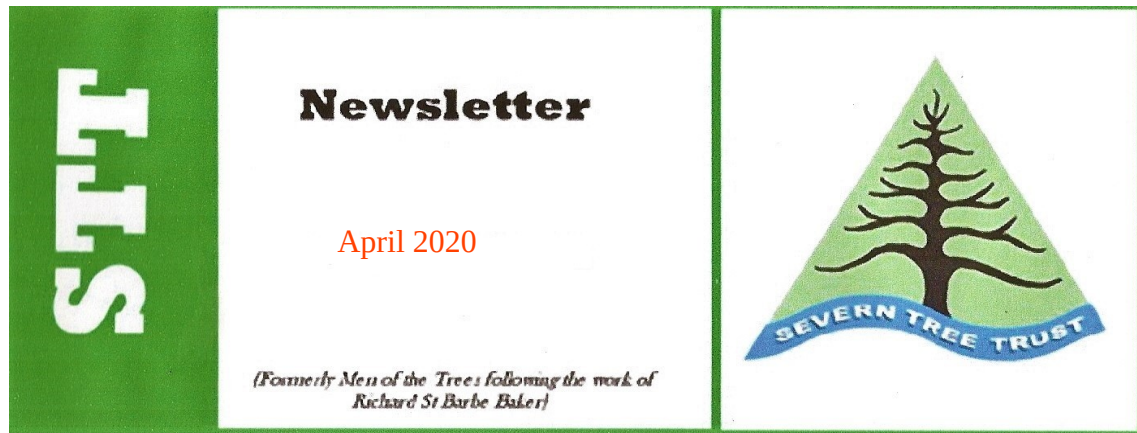 STT
Newsletter
April 2020
(Formerly Men of the Trees following the work of
Richard St Barbe Baker)
SEVERN TREE TRUST